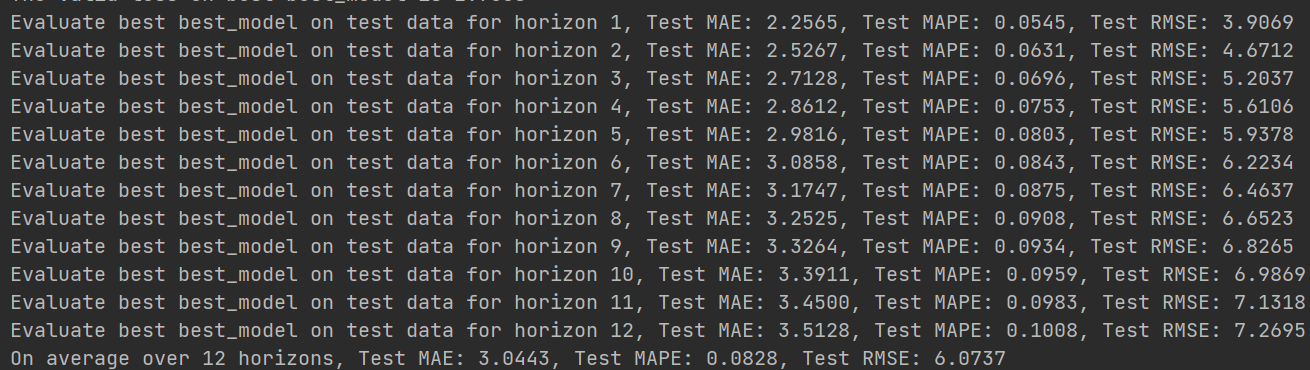 Evaluate best best_model on test data for horizon 1, Test MAE: 2.2565, Test MAPE: 0.0545, Test RMSE: 3.9069
Evaluate best best_model on test data for horizon 2, Test MAE: 2.5267, Test MAPE: 0.0631, Test RMSE: 4.6712
Evaluate best best_model on test data for horizon 3, Test MAE: 2.7128, Test MAPE: 0.0696, Test RMSE: 5.2037
Evaluate best best_model on test data for horizon 4, Test MAE: 2.8612, Test MAPE: 0.0753, Test RMSE: 5.6106
Evaluate best best_model on test data for horizon 5, Test MAE: 2.9816, Test MAPE: 0.0803, Test RMSE: 5.9378
Evaluate best best_model on test data for horizon 6, Test MAE: 3.0858, Test MAPE: 0.0843, Test RMSE: 6.2234
Evaluate best best_model on test data for horizon 7, Test MAE: 3.1747, Test MAPE: 0.0875, Test RMSE: 6.4637
Evaluate best best_model on test data for horizon 8, Test MAE: 3.2525, Test MAPE: 0.0908, Test RMSE: 6.6523
Evaluate best best_model on test data for horizon 9, Test MAE: 3.3264, Test MAPE: 0.0934, Test RMSE: 6.8265
Evaluate best best_model on test data for horizon 10, Test MAE: 3.3911, Test MAPE: 0.0959, Test RMSE: 6.9869
Evaluate best best_model on test data for horizon 11, Test MAE: 3.4500, Test MAPE: 0.0983, Test RMSE: 7.1318
Evaluate best best_model on test data for horizon 12, Test MAE: 3.5128, Test MAPE: 0.1008, Test RMSE: 7.2695
On average over 12 horizons, Test MAE: 3.0443, Test MAPE: 0.0828, Test RMSE: 6.0737